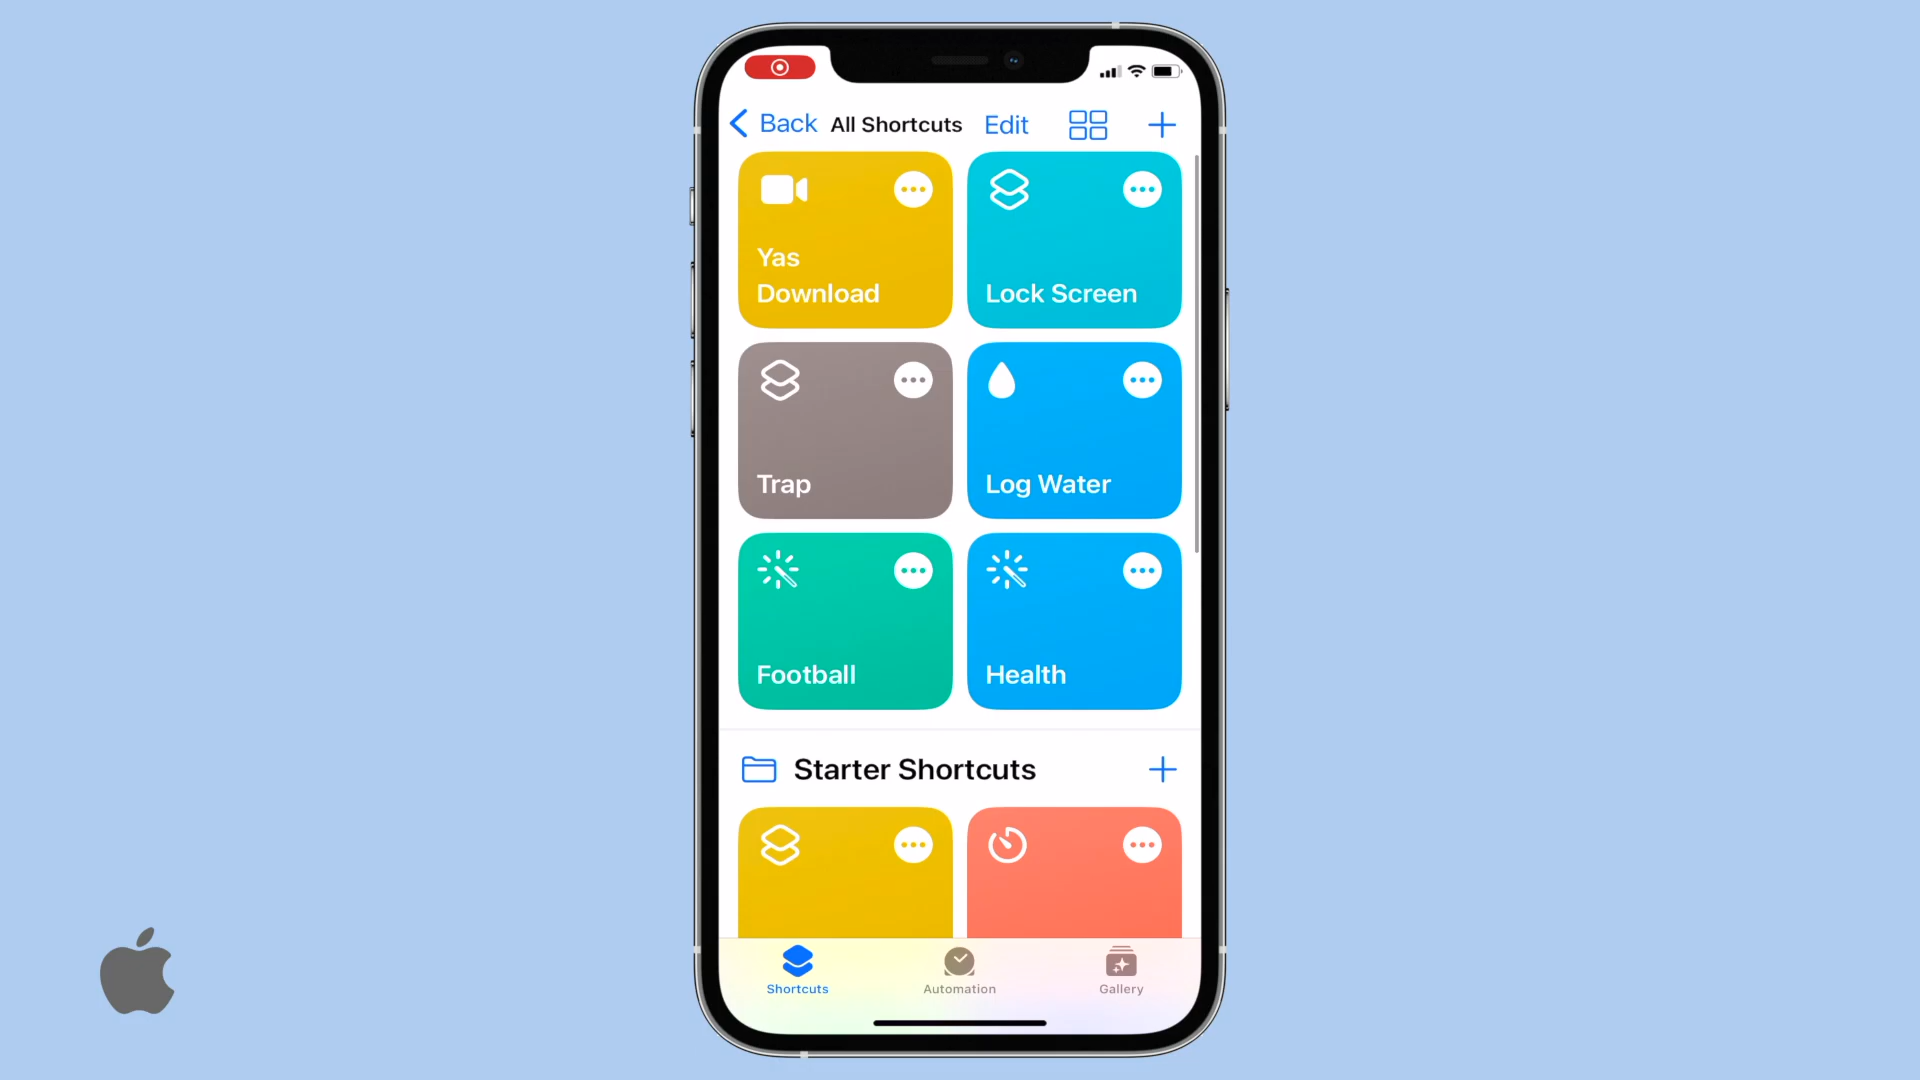 Back All Shortcuts Edit
Yas
Download
Lock Screen
Trap
Log Water
Football
Health
Starter Shortcuts
Shortcuts
Automation
Gallery